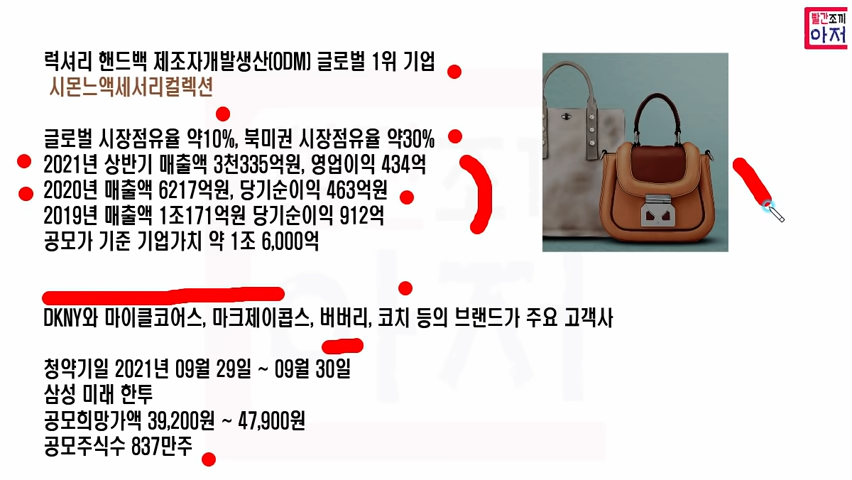 빨간조끼
아저
럭셔리 핸드백 제조자개발생산(ODM) 글로벌 1위 기업
시몬느액세서리컬렉션
글로벌 시장점유율 약10%, 북미권 시장점유율 약30%
2021년 상반기 매출액 3천335억원, 영업이익 434억
2020년 매출액 6217억원, 당기순이익 463억원
2019년 매출액 1조171억원 당기순이익 912억
공모가 기준 기업가치 약 1조 6,000억
DKNY와 마이클코어스, 마크제이콥스, 버버리, 코치 등의 브랜드가 주요 고객사
청약기일 2021년 09월 29일 ~ 09월 30일
삼성 미래 한투
공모희망가액 39,200원 ~ 47,900원
공모주식수 837만주